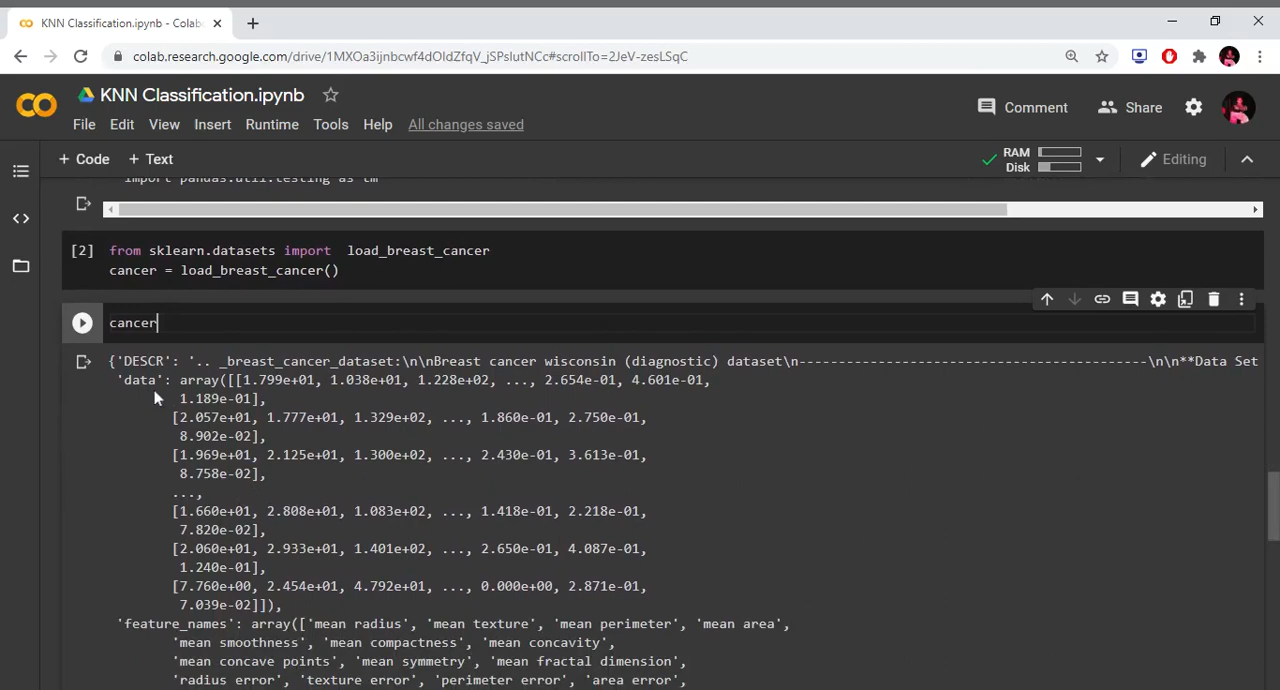 KNN Classification.ipynb - Colab
colab.research.google.com/drive/1MXOa3ijnbcwf4dOIdZfqV_jSPslutNCc#scrollTo=2JeV-zesLSqC
KNN Classification.ipynb
File Edit View Insert Runtime Tools Help All changes saved
Comment Share
+ Code + Text
RAM
Disk
Editing
import pandas.util.testing as tm
[2] from sklearn.datasets import load_breast_cancer
cancer = load_breast_cancer()
cancer
{'DESCR': '.. _breast_cancer_dataset:\n\nBreast cancer wisconsin (diagnostic) dataset\n--------------------------------------------\n\n**Data Set
'data': array([[1.799e+01, 1.038e+01, 1.228e+02, ..., 2.654e-01, 4.601e-01,
1.189e-01],
[2.057e+01, 1.777e+01, 1.329e+02, ..., 1.860e-01, 2.750e-01,
8.902e-02],
[1.969e+01, 2.125e+01, 1.300e+02, ..., 2.430e-01, 3.613e-01,
8.758e-02],
...,
[1.660e+01, 2.808e+01, 1.083e+02, ..., 1.418e-01, 2.218e-01,
7.820e-02],
[2.060e+01, 2.933e+01, 1.401e+02, ..., 2.650e-01, 4.087e-01,
1.240e-01],
[7.760e+00, 2.454e+01, 4.792e+01, ..., 0.000e+00, 2.871e-01,
7.039e-02]]),
'feature_names': array(['mean radius', 'mean texture', 'mean perimeter', 'mean area',
'mean smoothness', 'mean compactness', 'mean concavity',
'mean concave points', 'mean symmetry', 'mean fractal dimension',
'radius error', 'texture error', 'perimeter error', 'area error',